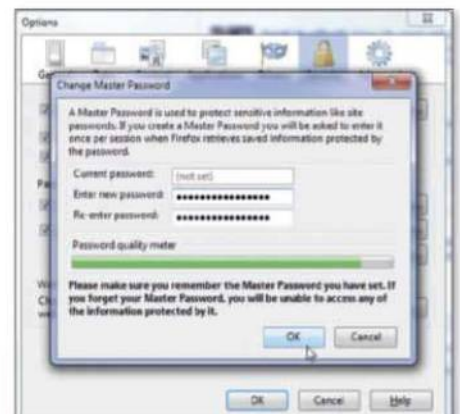 Options
Change Master Password
A Master Password is used to protect sensitive information like site
passwords. If you create a Master Password you will be asked to enter it
once per session when Firefox retrieves saved information protected by
the password.
Current password: (not set)
Enter new password: ••••••••••••••••
Re-enter password: ••••••••••••••••
Password quality meter
Please make sure you remember the Master Password you have set. If
you forget your Master Password, you will be unable to access any of
the information protected by it.
OK Cancel
OK Cancel Help